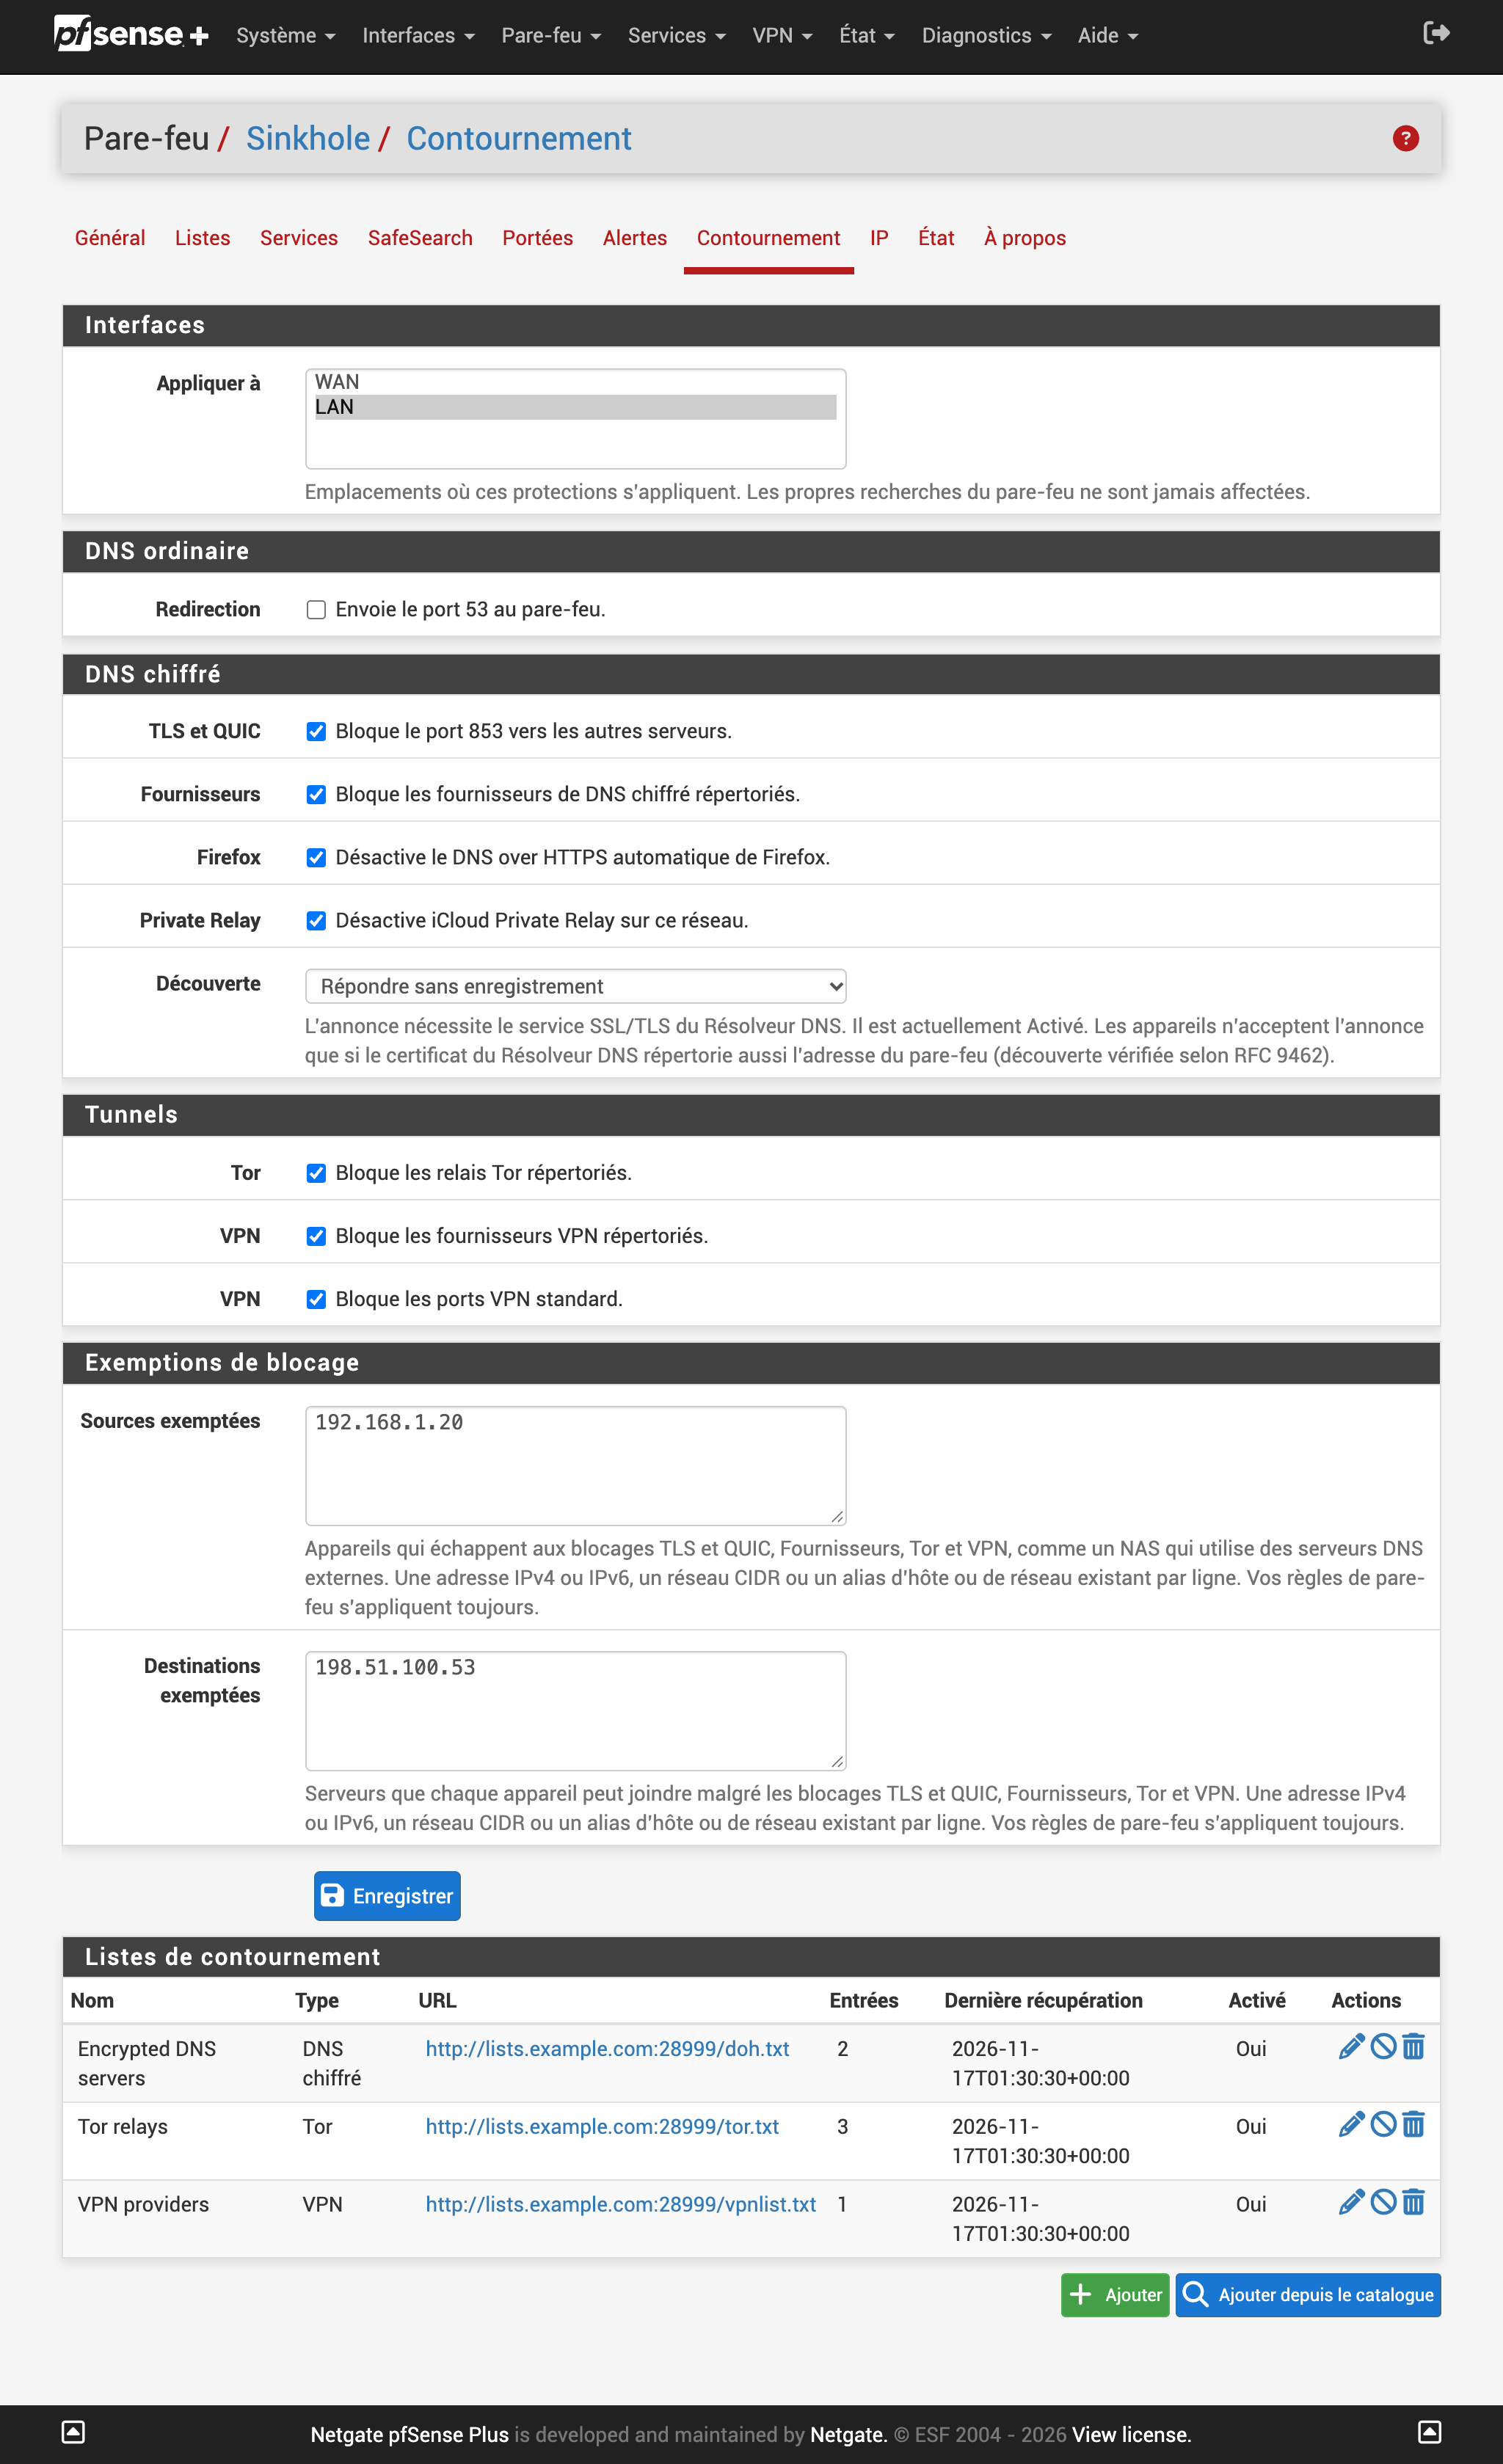 pfsense +
Système
Interfaces
Pare-feu
Services
VPN
État
Diagnostics
Aide
Pare-feu / Sinkhole / Contournement
?
Général
Listes
Services
SafeSearch
Portées
Alertes
Contournement
IP
État
À propos
Interfaces
Appliquer à
WAN
LAN
Emplacements où ces protections s'appliquent. Les propres recherches du pare-feu ne sont jamais affectées.
DNS ordinaire
Redirection
Envoie le port 53 au pare-feu.
DNS chiffré
TLS et QUIC
Bloque le port 853 vers les autres serveurs.
Fournisseurs
Bloque les fournisseurs de DNS chiffré répertoriés.
Firefox
Désactive le DNS over HTTPS automatique de Firefox.
Private Relay
Désactive iCloud Private Relay sur ce réseau.
Découverte
Répondre sans enregistrement
L'annonce nécessite le service SSL/TLS du Résolveur DNS. Il est actuellement Activé. Les appareils n'acceptent l'annonce
que si le certificat du Résolveur DNS répertorie aussi l'adresse du pare-feu (découverte vérifiée selon RFC 9462).
Tunnels
Tor
Bloque les relais Tor répertoriés.
VPN
Bloque les fournisseurs VPN répertoriés.
VPN
Bloque les ports VPN standard.
Exemptions de blocage
Sources exemptées
192.168.1.20
Appareils qui échappent aux blocages TLS et QUIC, Fournisseurs, Tor et VPN, comme un NAS qui utilise des serveurs DNS
externes. Une adresse IPv4 ou IPv6, un réseau CIDR ou un alias d'hôte ou de réseau existant par ligne. Vos règles de pare-
feu s'appliquent toujours.
Destinations
exemptées
198.51.100.53
Serveurs que chaque appareil peut joindre malgré les blocages TLS et QUIC, Fournisseurs, Tor et VPN. Une adresse IPv4
ou IPv6, un réseau CIDR ou un alias d'hôte ou de réseau existant par ligne. Vos règles de pare-feu s'appliquent toujours.
Enregistrer
Listes de contournement
Nom
Type
URL
Entrées
Dernière récupération
Activé
Actions
Encrypted DNS
servers
DNS
chiffré
http://lists.example.com:28999/doh.txt
2
2026-11-
17T01:30:30+00:00
Oui
Tor relays
Tor
http://lists.example.com:28999/tor.txt
3
2026-11-
17T01:30:30+00:00
Oui
VPN providers
VPN
http://lists.example.com:28999/vpnlist.txt
1
2026-11-
17T01:30:30+00:00
Oui
Ajouter
Ajouter depuis le catalogue
Netgate pfSense Plus is developed and maintained by Netgate. © ESF 2004 - 2026 View license.